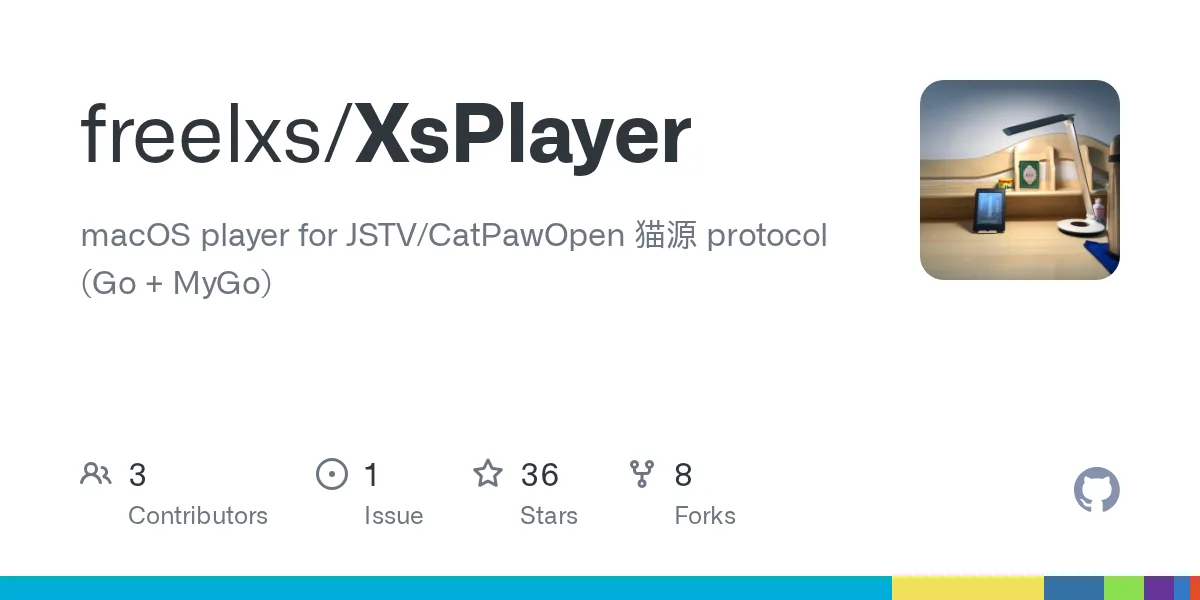 freelxs/XsPlayer
macOS player for JSTV/CatPawOpen 猫源 protocol
(Go + MyGo)
3
Contributors
1
Issue
36
Stars
8
Forks